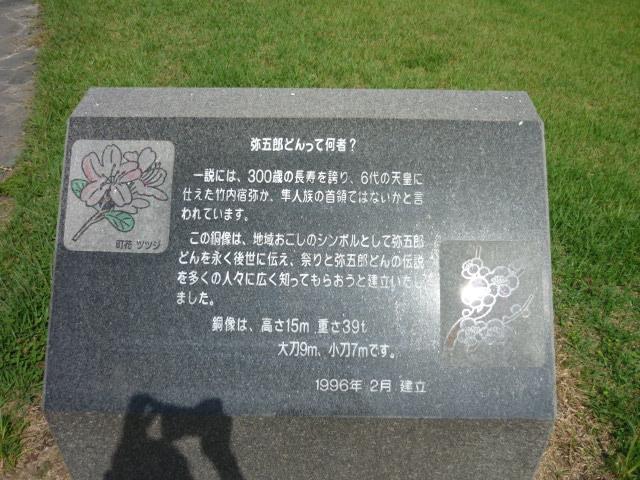 弥五郎どんって何者？
一説には、300歳の長寿を誇り、6代の天皇に
仕えた竹内宿弥か、隼人族の首領ではないかと言
われています。
この銅像は、地域おこしのシンボルとして弥五郎
どんを永く後世に伝え、祭りと弥五郎どんの伝説
を多くの人々に広く知ってもらおうと建立いたし
ました。
銅像は、高さ15m 重さ39t
大刀9m、小刀7mです。
1996年 2月 建立
町花 ツツジ